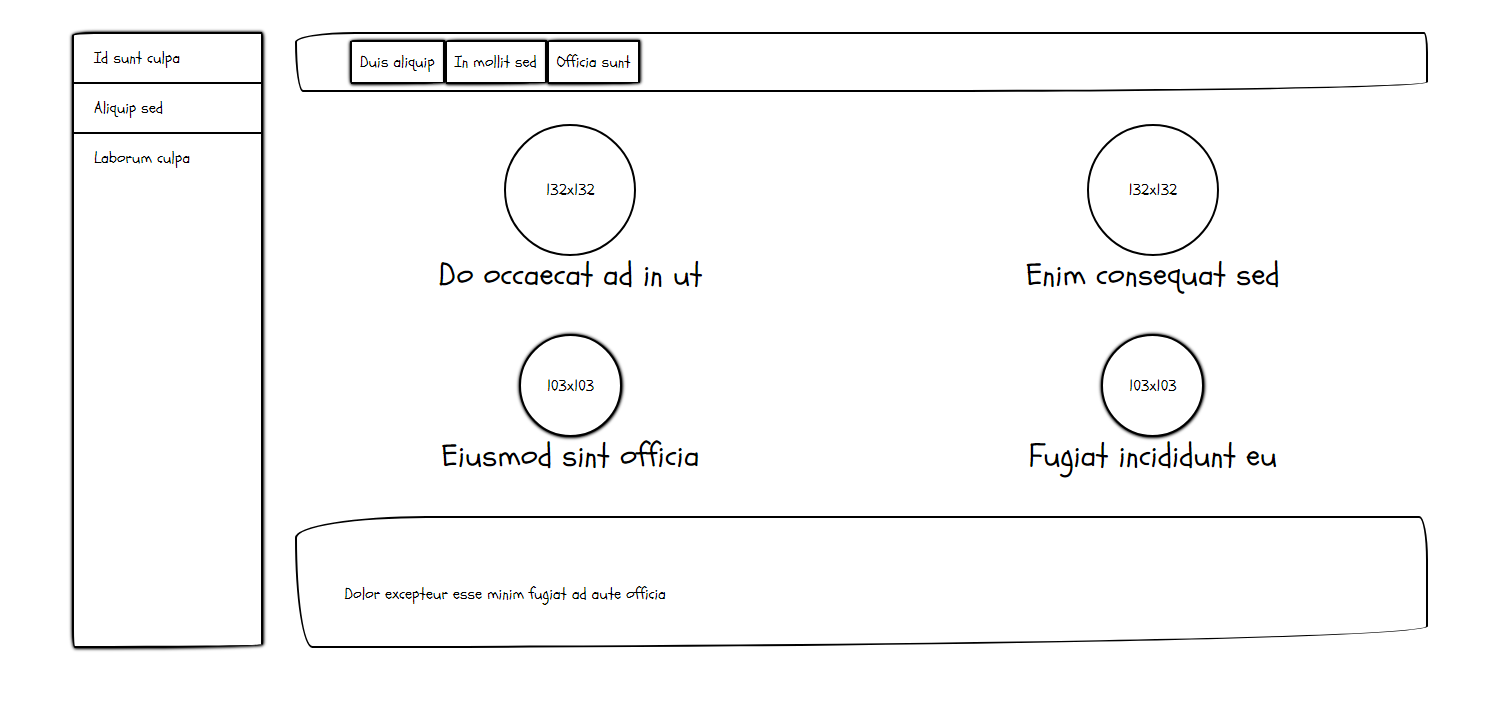 Id sunt culpa
Aliquip sed
Laborum culpa
Duis aliquip
In mollit sed
Officia sunt
132x132
Do occaecat ad in ut
132x132
Enim consequat sed
103x103
Eiusmod sint officia
103x103
Fugiat incididunt eu
Dolor excepteur esse minim fugiat ad aute officia